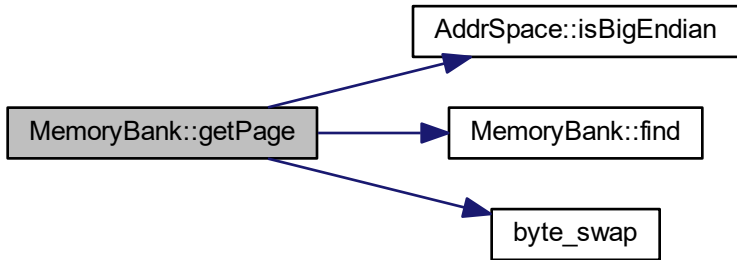 AddrSpace::isBigEndian
MemoryBank::getPage
MemoryBank::find
byte_swap